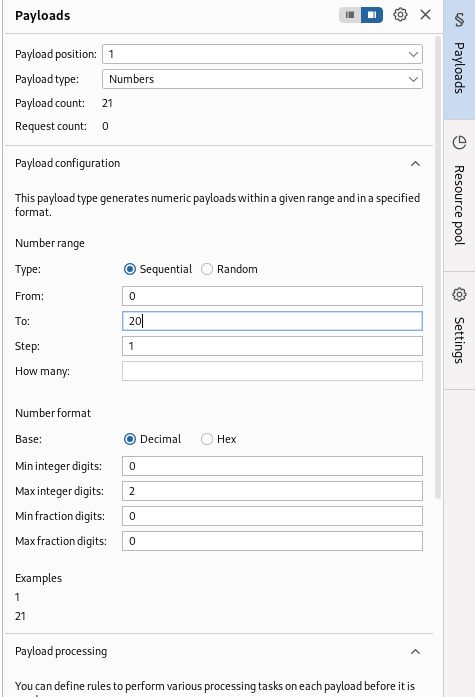 Payloads
Payload position: 1
Payload type: Numbers
Payload count: 21
Request count: 0
Payload configuration
This payload type generates numeric payloads within a given range and in a specified
format.
Number range
Type: Sequential Random
From: 0
To: 20
Step: 1
How many:
Number format
Base: Decimal Hex
Min integer digits: 0
Max integer digits: 2
Min fraction digits: 0
Max fraction digits: 0
Examples
1
21
Payload processing
You can define rules to perform various processing tasks on each payload before it is
§
Payloads
Resource pool
Settings